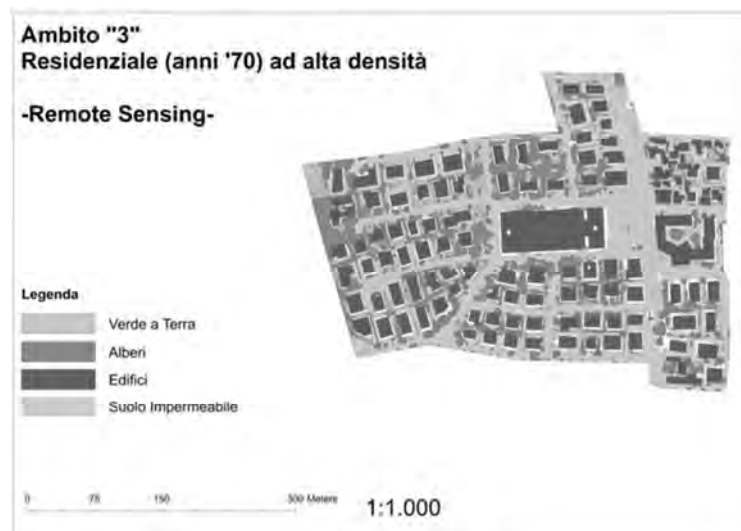 Ambito "3"
Residenziale (anni '70) ad alta densità
-Remote Sensing-
Legenda
Verde a Terra
Alberi
Edifici
Suolo Impermeabile
0 75 150 300 Metere
1:1.000